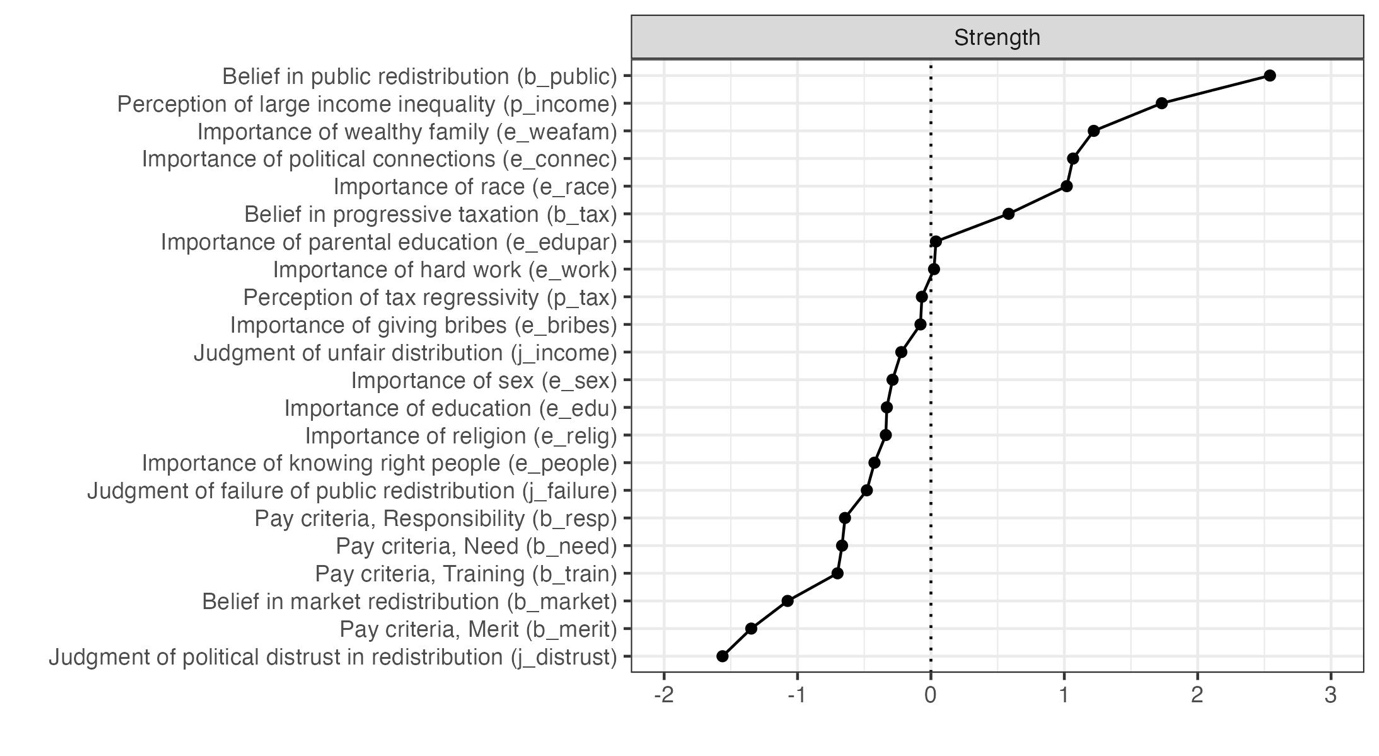 Strength
Belief in public redistribution (b_public)
Perception of large income inequality (p_income)
Importance of wealthy family (e_weafam)
Importance of political connections (e_connec)
Importance of race (e_race)
Belief in progressive taxation (b_tax)
Importance of parental education (e_edupar)
Importance of hard work (e_work)
Perception of tax regressivity (p_tax)
Importance of giving bribes (e_bribes)
Judgment of unfair distribution (j_income)
Importance of sex (e_sex)
Importance of education (e_edu)
Importance of religion (e_relig)
Importance of knowing right people (e_people)
Judgment of failure of public redistribution (j_failure)
Pay criteria, Responsibility (b_resp)
Pay criteria, Need (b_need)
Pay criteria, Training (b_train)
Belief in market redistribution (b_market)
Pay criteria, Merit (b_merit)
Judgment of political distrust in redistribution (j_distrust)
-2 -1 0 1 2 3